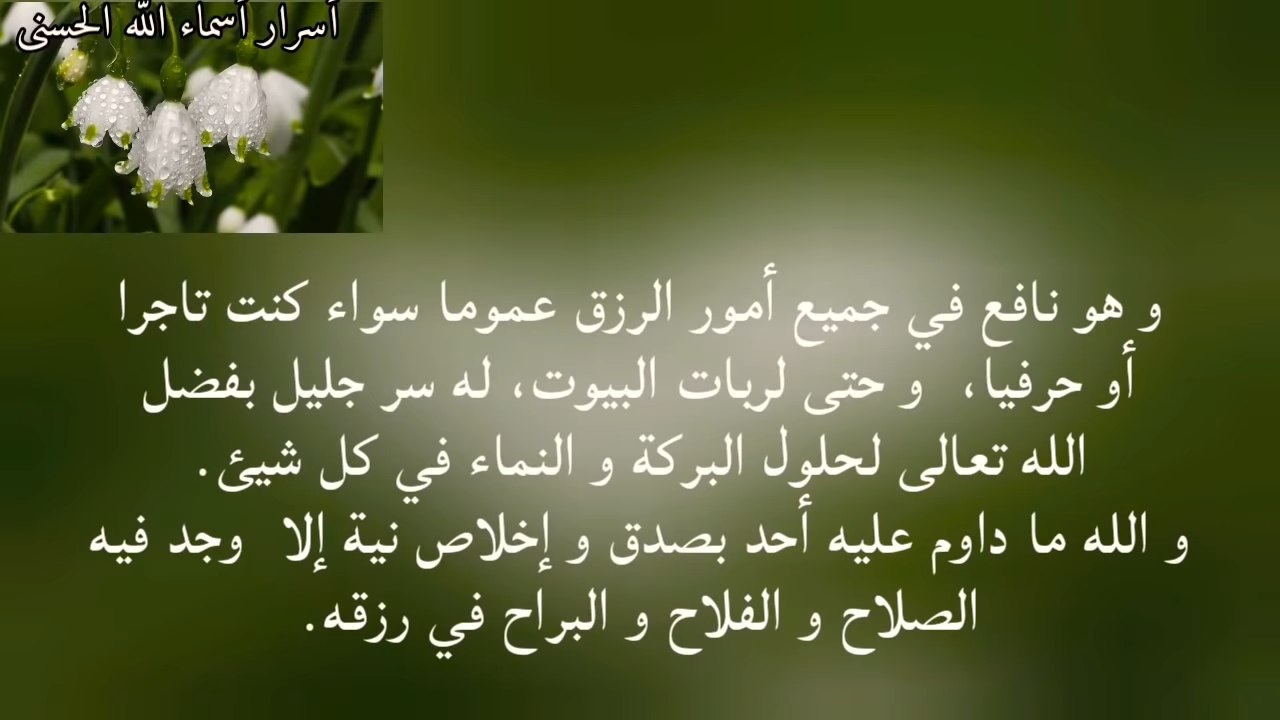 أسرار أسماء الله الحسنى
و هو نافع في جميع أمور الرزق عموما سواء كنت تاجرا
أو حرفيا، و حتى لربات البيوت، له سر جليل بفضل
الله تعالى لحلول البركة و النماء في كل شيئ.
و الله ما داوم عليه أحد بصدق و إخلاص نية إلا وجد فيه
الصلاح و الفلاح و البراح في رزقه.